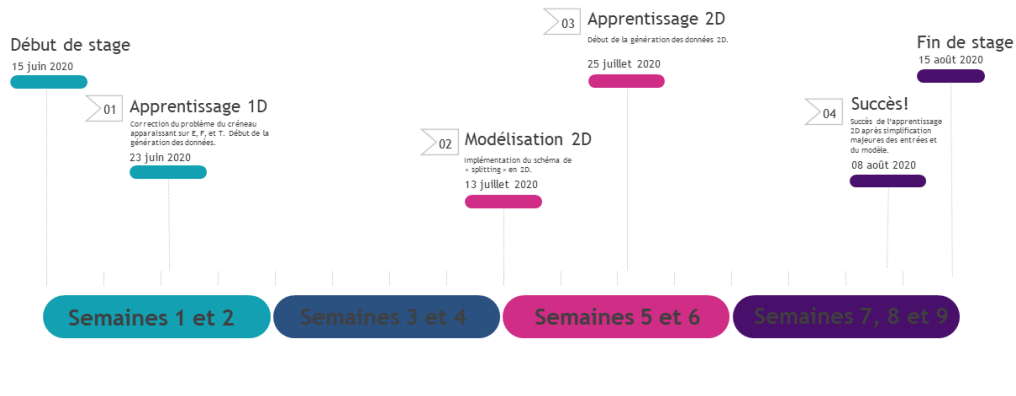 Début de stage
15 juin 2020
01
Apprentissage 1D
Correction du problème du créneau
apparaissant sur E, F, et T. Début de la
génération des données.
23 juin 2020
02
Modélisation 2D
Implémentation du schéma de
« splitting » en 2D.
13 juillet 2020
03
Apprentissage 2D
Début de la génération des données 2D.
25 juillet 2020
04
Succès!
Succès de l'apprentissage
2D après simplification
majeures des entrées et
du modèle.
08 août 2020
Fin de stage
15 août 2020
Semaines 1 et 2
Semaines 3 et 4
Semaines 5 et 6
Semaines 7, 8 et 9